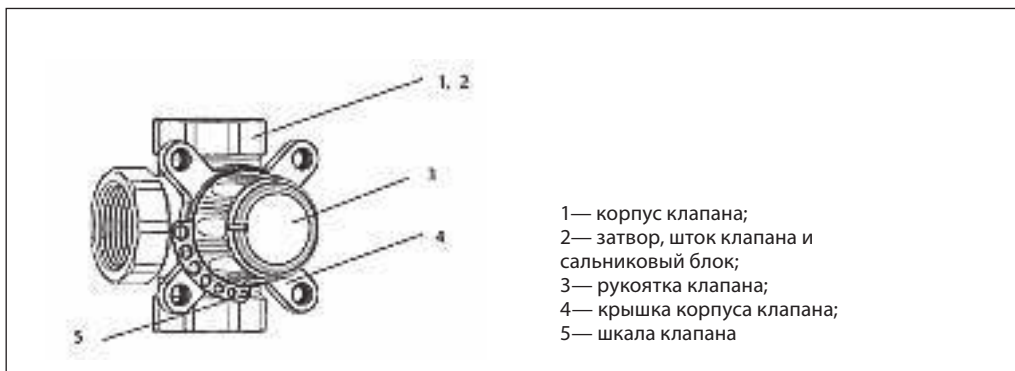 1, 2
3
4
5
1— корпус клапана;
2— затвор, шток клапана и
сальниковый блок;
3— рукоятка клапана;
4— крышка корпуса клапана;
5— шкала клапана